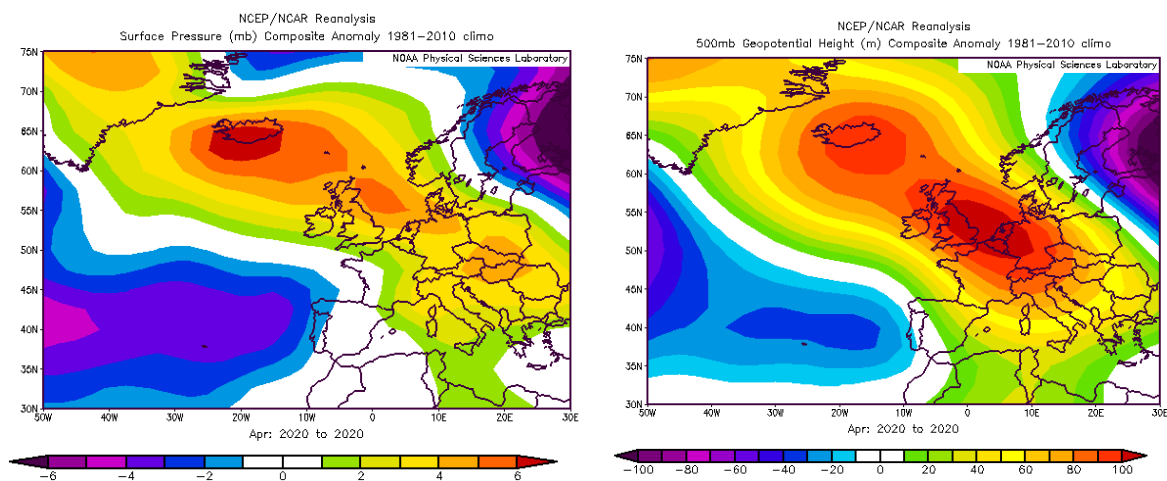 NCEP/NCAR Reanalysis
Surface Pressure (mb) Composite Anomaly 1981-2010 climo
NOAA Physical Sciences Laboratory
75N
70N
65N
60N
55N
50N
45N
40N
35N
30N
50W 40W 30W 20W 10W 0 10E 20E 30E
Apr: 2020 to 2020
-6 -4 -2 0 2 4 6
NCEP/NCAR Reanalysis
500mb Geopotential Height (m) Composite Anomaly 1981-2010 climo
NOAA Physical Sciences Laboratory
75N
70N
65N
60N
55N
50N
45N
40N
35N
30N
50W 40W 30W 20W 10W 0 10E 20E 30E
Apr: 2020 to 2020
-100 -80 -60 -40 -20 0 20 40 60 80 100